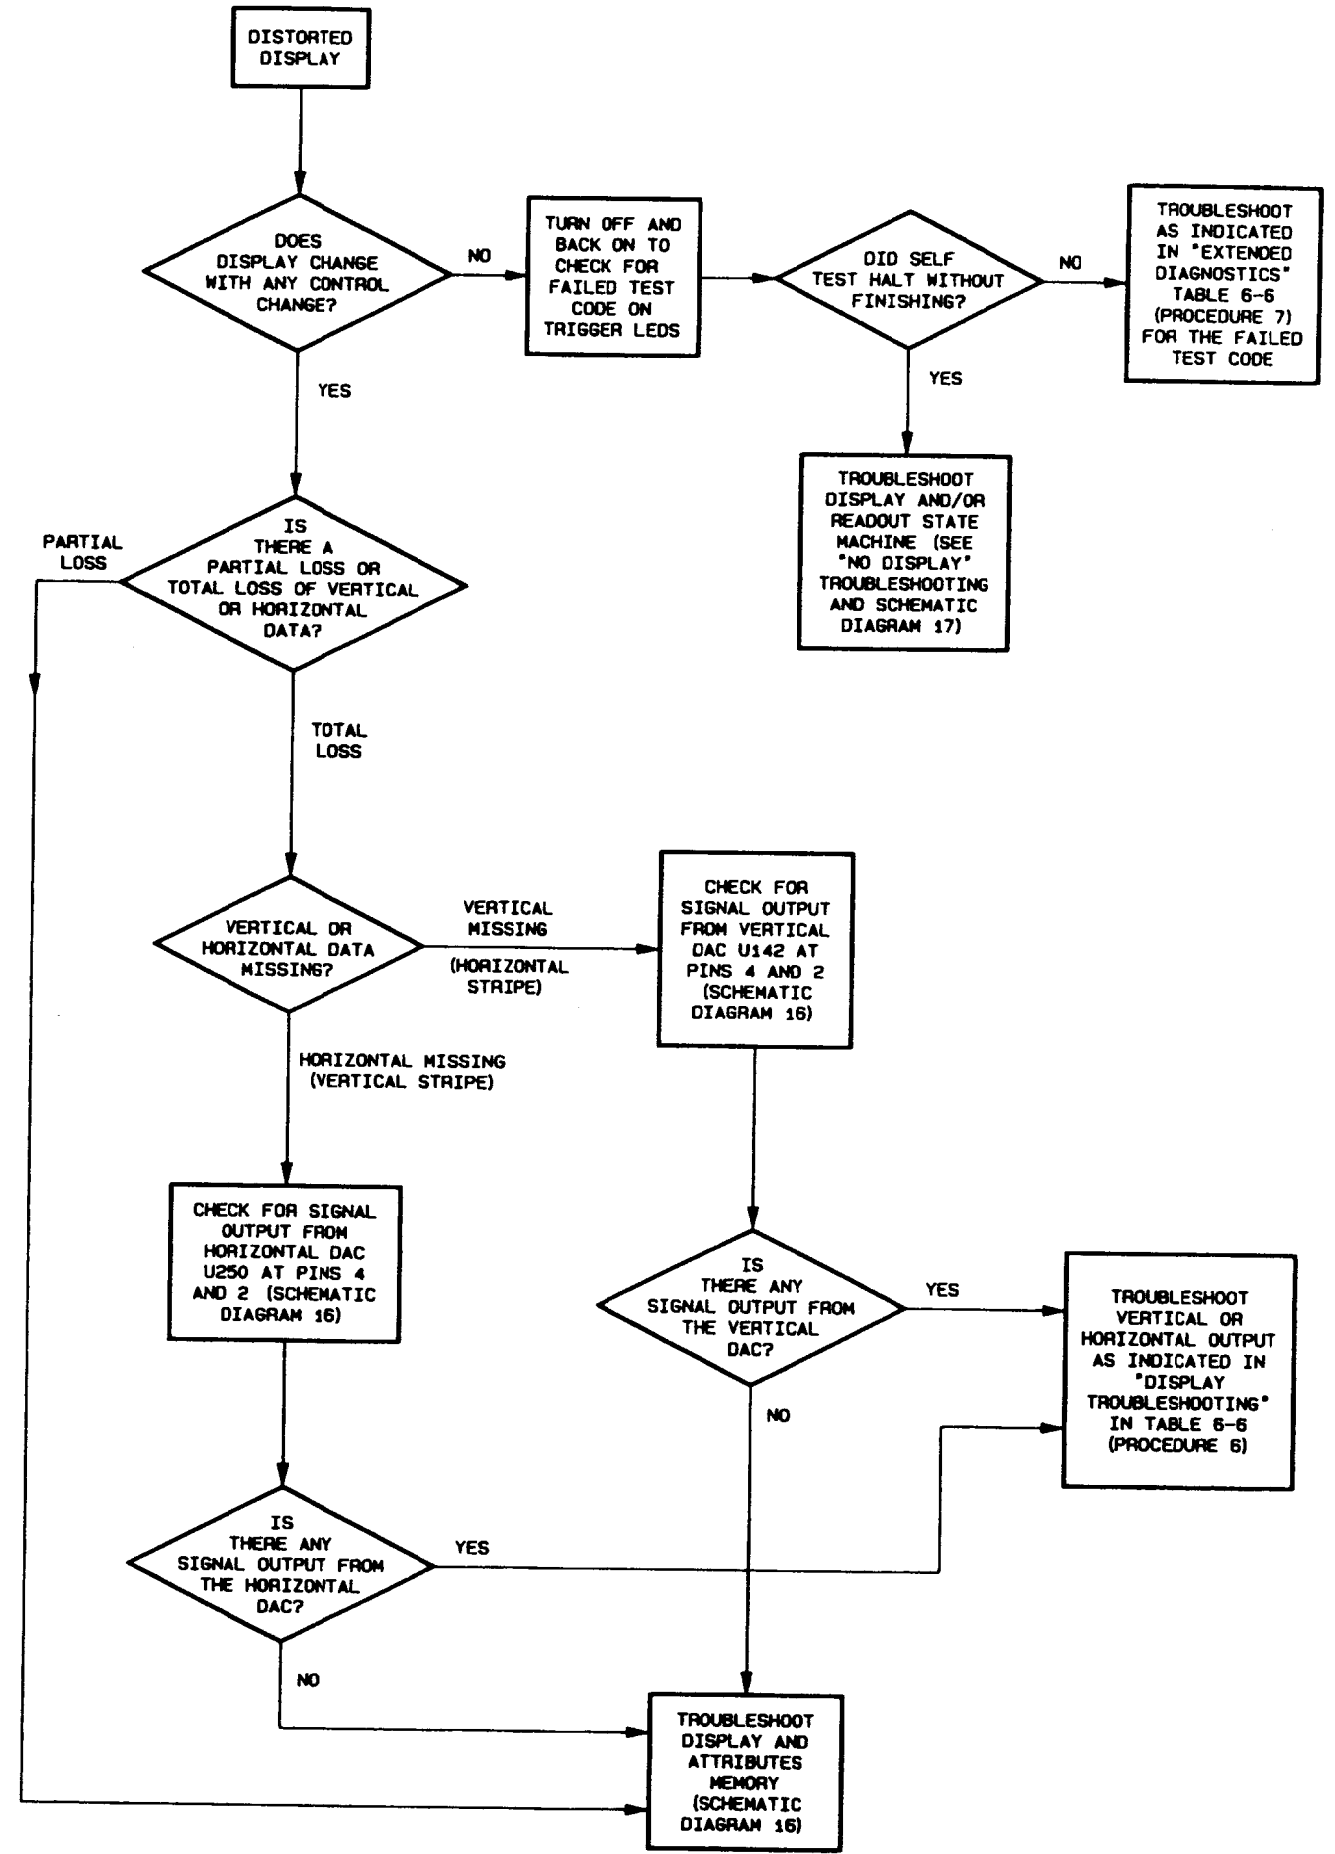 DISTORTED
DISPLAY
DOES
DISPLAY CHANGE
WITH ANY CONTROL
CHANGE?
NO
TURN OFF AND
BACK ON TO
CHECK FOR
FAILED TEST
CODE ON
TRIGGER LEDS
DID SELF
TEST HALT WITHOUT
FINISHING?
NO
TROUBLESHOOT
AS INDICATED
IN "EXTENDED
DIAGNOSTICS"
TABLE 6-6
(PROCEDURE 7)
FOR THE FAILED
TEST CODE
YES
YES
TROUBLESHOOT
DISPLAY AND/OR
READOUT STATE
MACHINE (SEE
"NO DISPLAY"
TROUBLESHOOTING
AND SCHEMATIC
DIAGRAM 17)
IS
THERE A
PARTIAL LOSS OR
TOTAL LOSS OF VERTICAL
OR HORIZONTAL
DATA?
PARTIAL
LOSS
TOTAL
LOSS
VERTICAL OR
HORIZONTAL DATA
MISSING?
VERTICAL
MISSING
(HORIZONTAL
STRIPE)
CHECK FOR
SIGNAL OUTPUT
FROM VERTICAL
DAC U142 AT
PINS 4 AND 2
(SCHEMATIC
DIAGRAM 16)
HORIZONTAL MISSING
(VERTICAL STRIPE)
CHECK FOR SIGNAL
OUTPUT FROM
HORIZONTAL DAC
U250 AT PINS 4
AND 2 (SCHEMATIC
DIAGRAM 16)
IS
THERE ANY
SIGNAL OUTPUT FROM
THE VERTICAL
DAC?
YES
TROUBLESHOOT
VERTICAL OR
HORIZONTAL OUTPUT
AS INDICATED IN
"DISPLAY
TROUBLESHOOTING"
IN TABLE 6-6
(PROCEDURE 6)
NO
IS
THERE ANY
SIGNAL OUTPUT FROM
THE HORIZONTAL
DAC?
YES
NO
TROUBLESHOOT
DISPLAY AND
ATTRIBUTES
MEMORY
(SCHEMATIC
DIAGRAM 16)